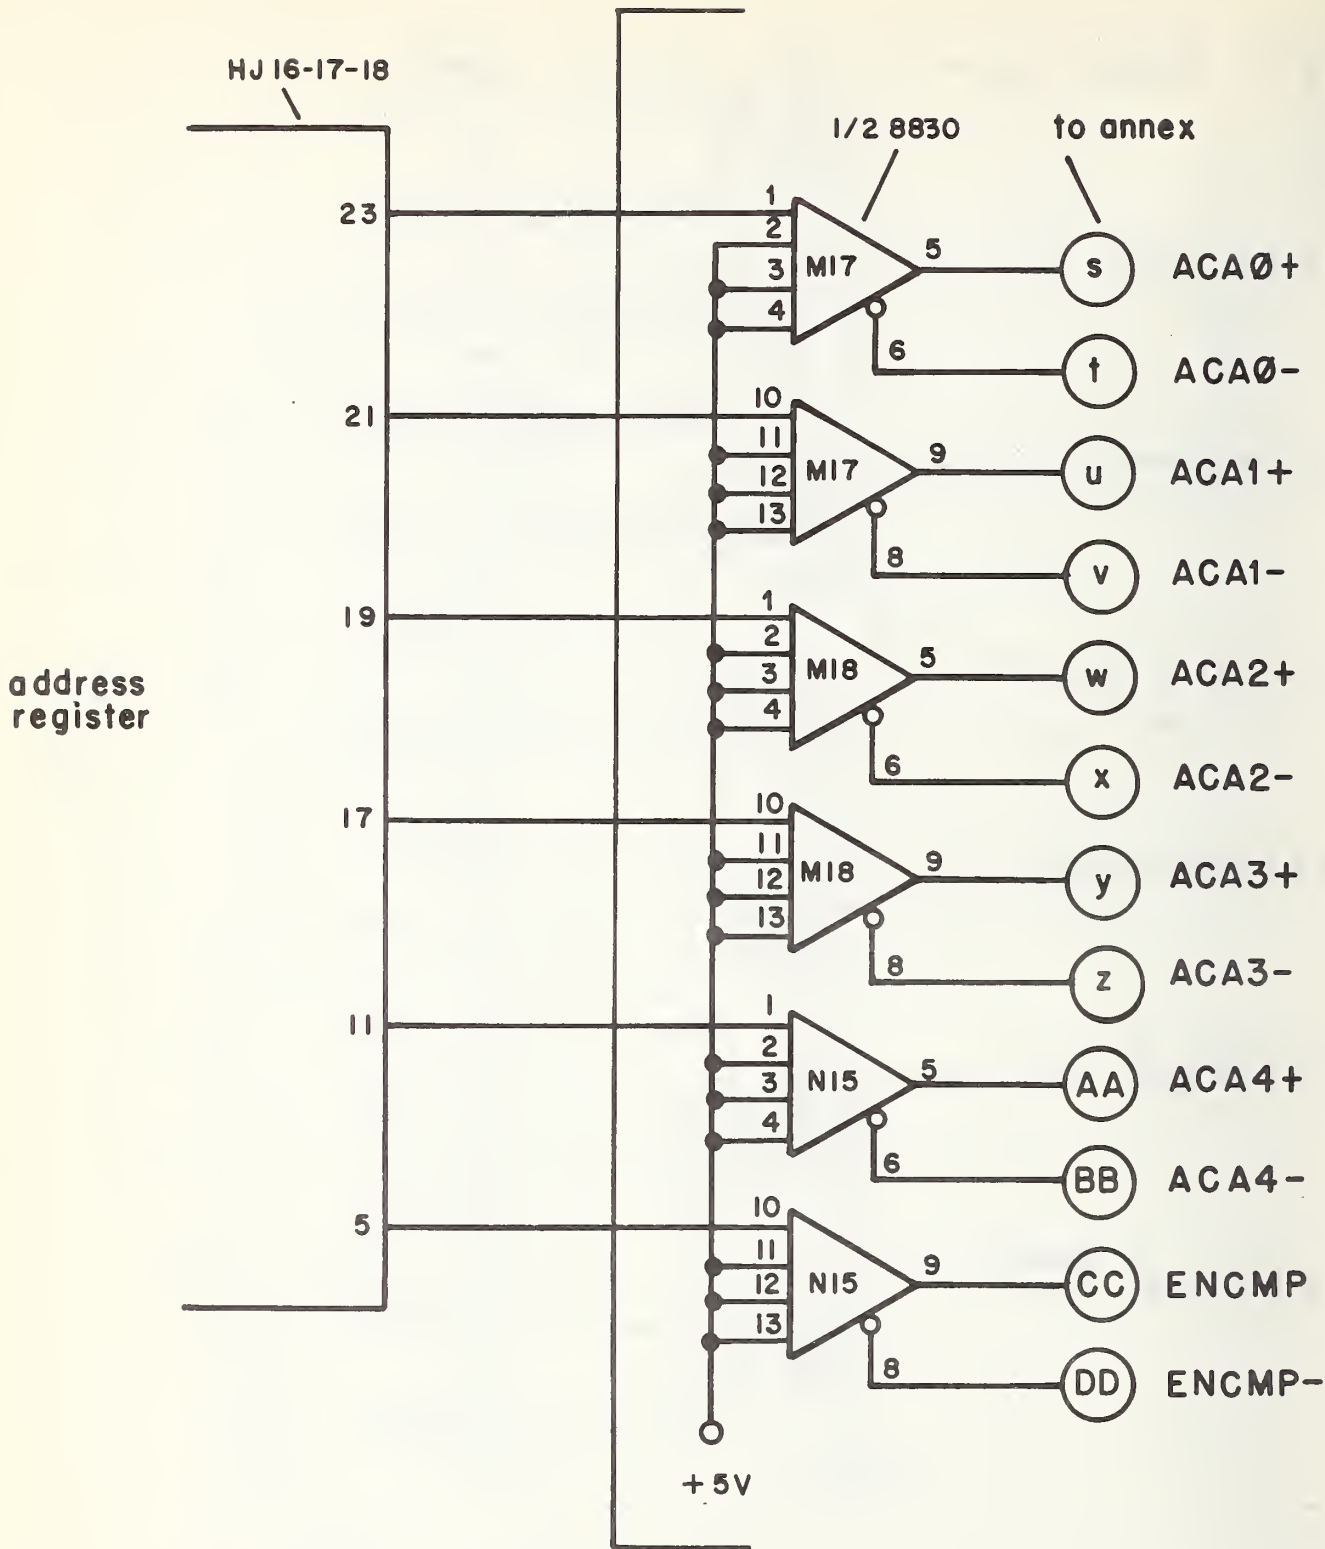 HJ 16-17-18
1/2 8830
to annex
23
1
2
3
4
M17
5
s
ACAØ+
6
t
ACAØ-
21
10
11
12
13
M17
9
u
ACA1+
8
v
ACA1-
19
1
2
3
4
M18
5
w
ACA2+
6
x
ACA2-
address
register
17
10
11
12
13
M18
9
y
ACA3+
8
z
ACA3-
11
1
2
3
4
N15
5
AA
ACA4+
6
BB
ACA4-
5
10
11
12
13
N15
9
CC
ENCMP
8
DD
ENCMP-
+5V